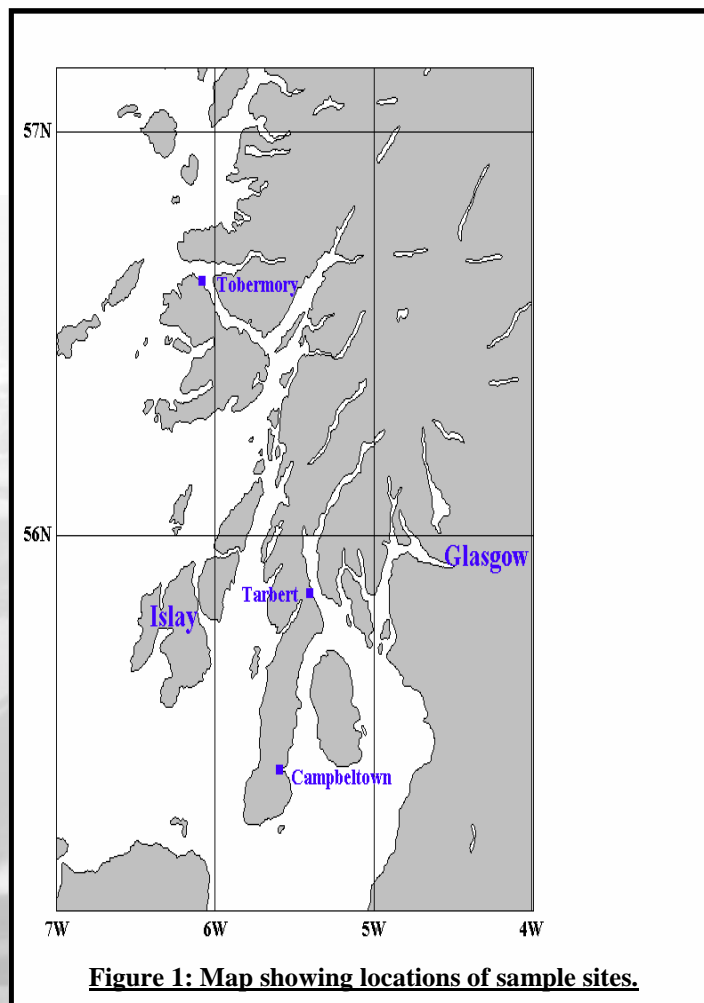 57N
Tobermory
56N
Glasgow
Tarbert
Islay
Campbeltown
7W 6W 5W 4W
Figure 1: Map showing locations of sample sites.